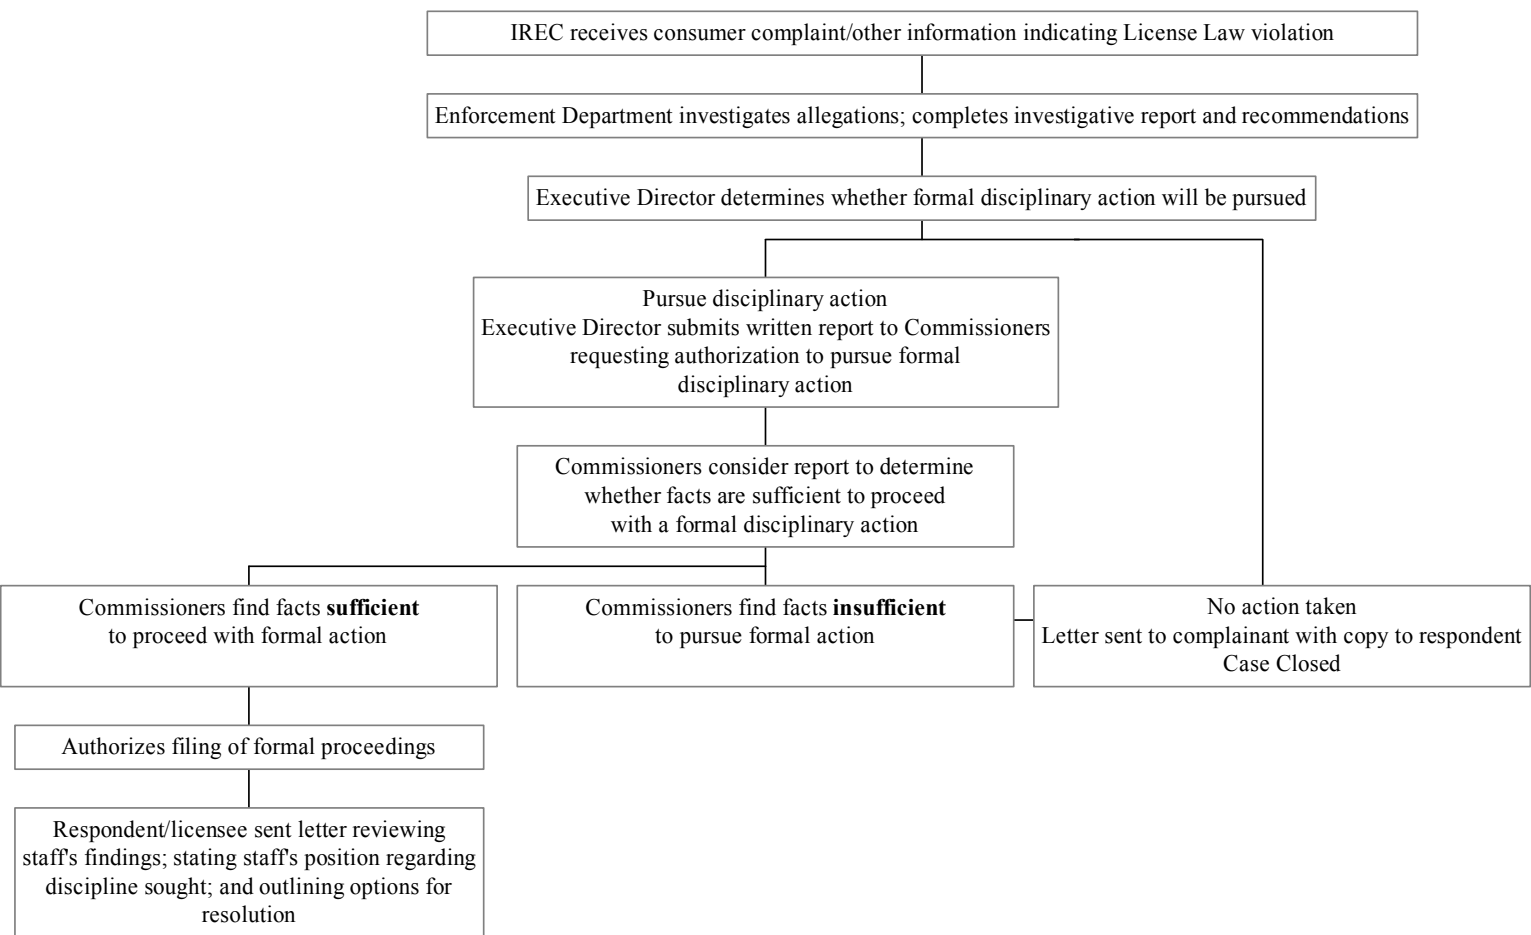 IREC receives consumer complaint/other information indicating License Law violation
Enforcement Department investigates allegations; completes investigative report and recommendations
Executive Director determines whether formal disciplinary action will be pursued
Pursue disciplinary action
Executive Director submits written report to Commissioners
requesting authorization to pursue formal
disciplinary action
Commissioners consider report to determine
whether facts are sufficient to proceed
with a formal disciplinary action
Commissioners find facts sufficient
to proceed with formal action
Commissioners find facts insufficient
to pursue formal action
No action taken
Letter sent to complainant with copy to respondent
Case Closed
Authorizes filing of formal proceedings
Respondent/licensee sent letter reviewing
staff's findings; stating staff's position regarding
discipline sought; and outlining options for
resolution